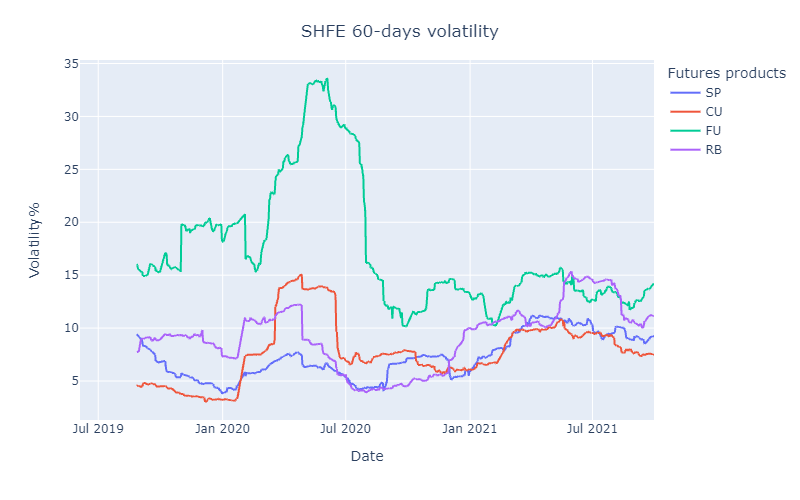 SHFE 60-days volatility
Futures products
SP
CU
FU
RB
Volatility%
35
30
25
20
15
10
5
Jul 2019
Jan 2020
Jul 2020
Jan 2021
Jul 2021
Date